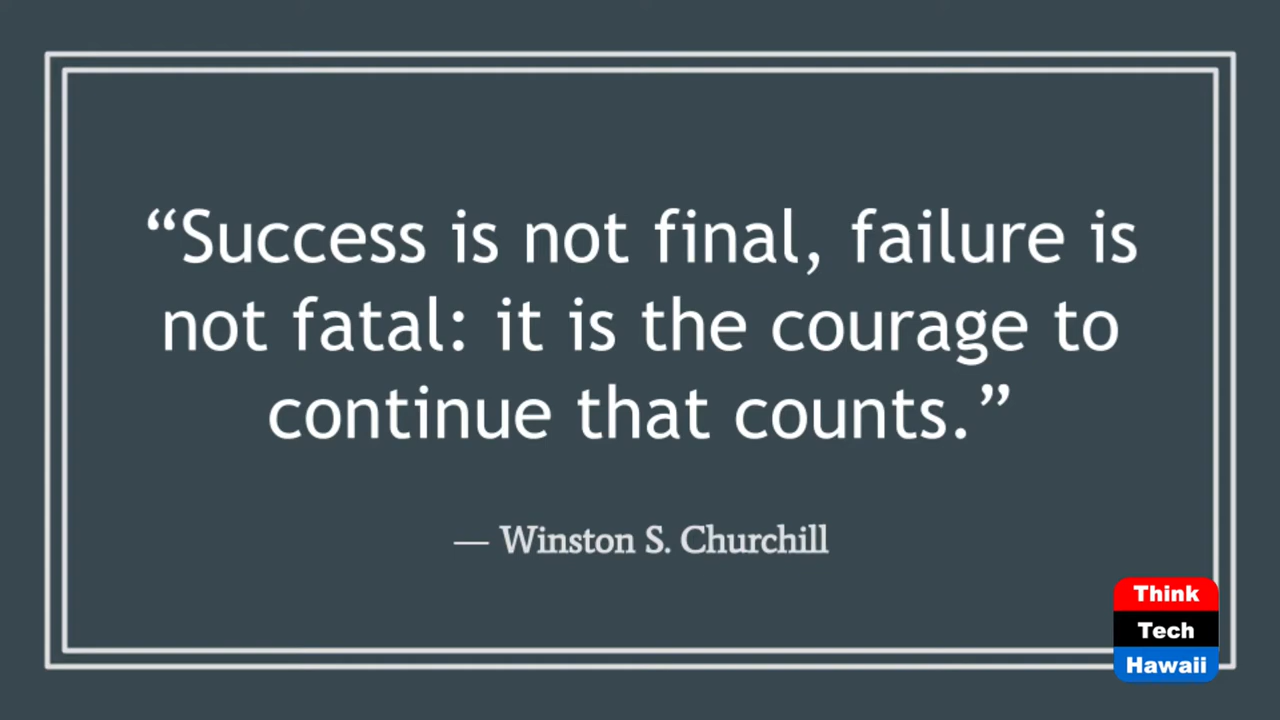 “Success is not final, failure is
not fatal: it is the courage to
continue that counts.”
— Winston S. Churchill
Think
Tech
Hawaii